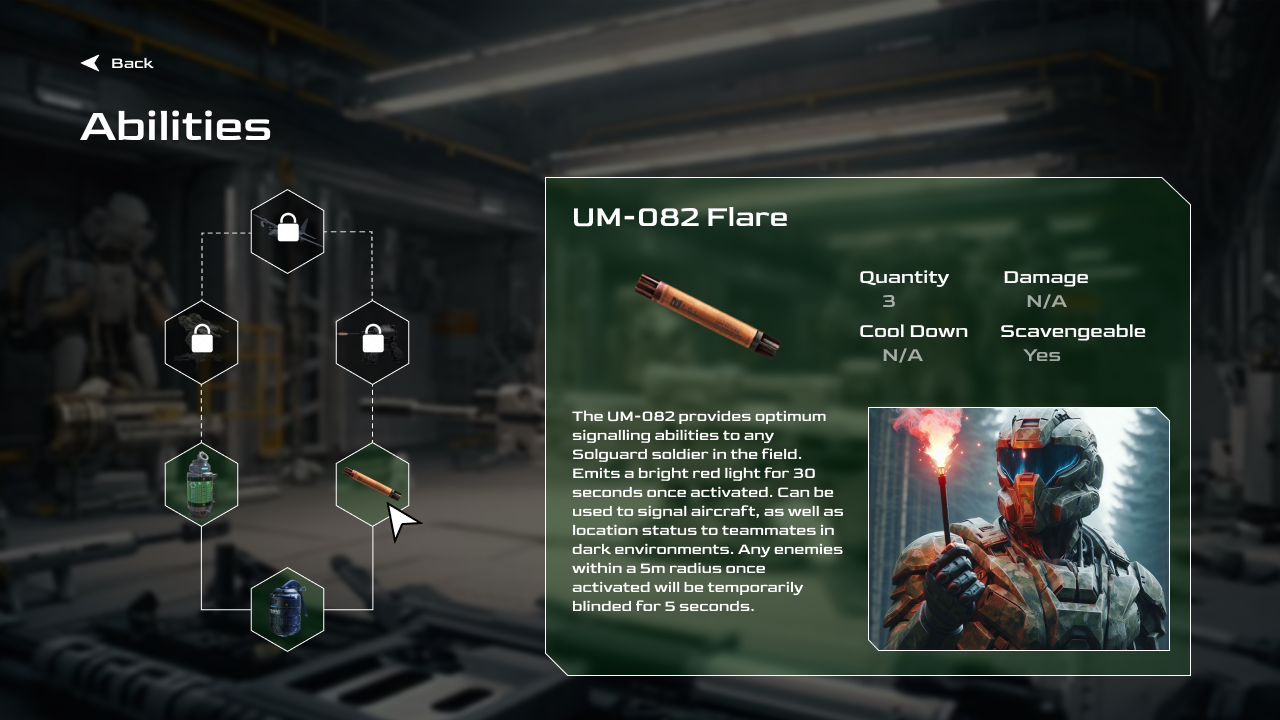 Back
Abilities
UM-082 Flare
Quantity
3
Damage
N/A
Cool Down
N/A
Scavengeable
Yes
The UM-082 provides optimum
signalling abilities to any
Solguard soldier in the field.
Emits a bright red light for 30
seconds once activated. Can be
used to signal aircraft, as well as
location status to teammates in
dark environments. Any enemies
within a 5m radius once
activated will be temporarily
blinded for 5 seconds.